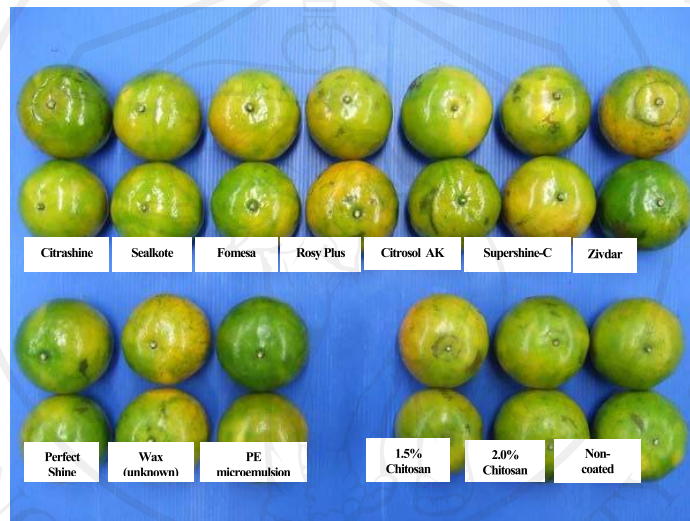 Citrashine Sealkote Fomesa Rosy Plus Citrosol AK Supershine-C Zivdar
Perfect
Shine
Wax
(unknown)
PE
microemulsion
1.5%
Chitosan
2.0%
Chitosan
Non-
coated